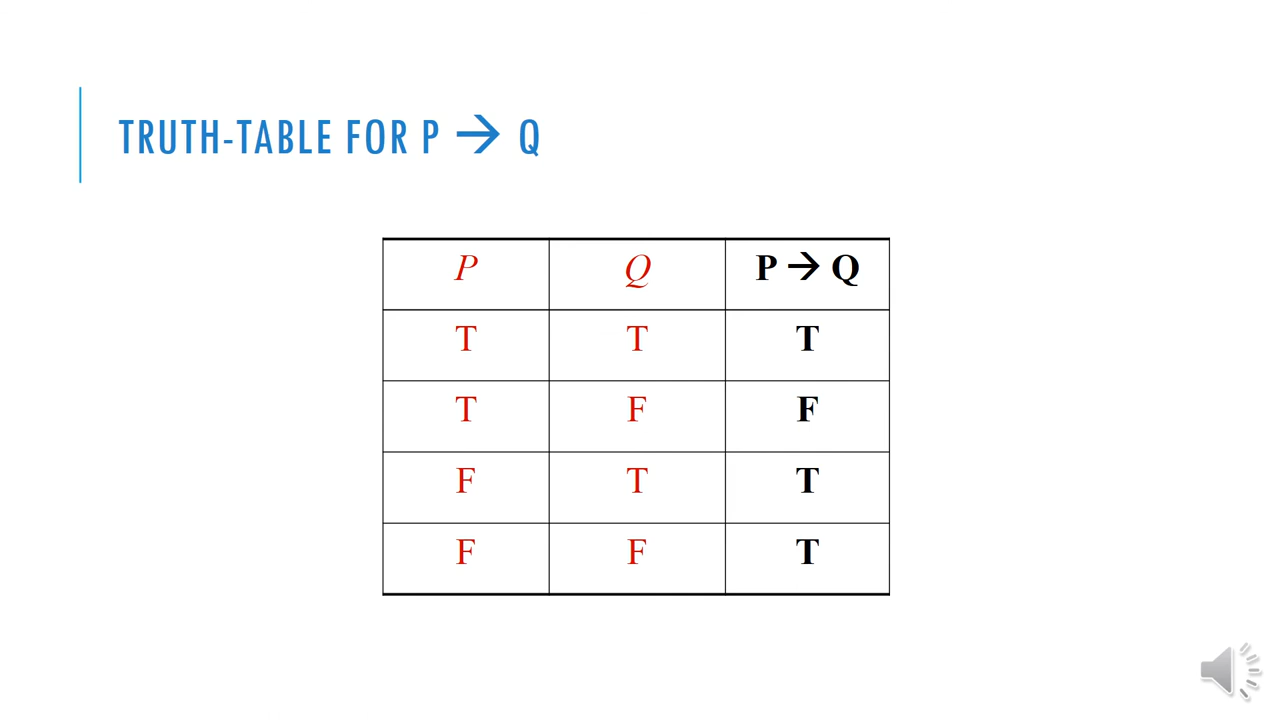 TRUTH-TABLE FOR P → Q
P Q P → Q
T T T
T F F
F T T
F F T